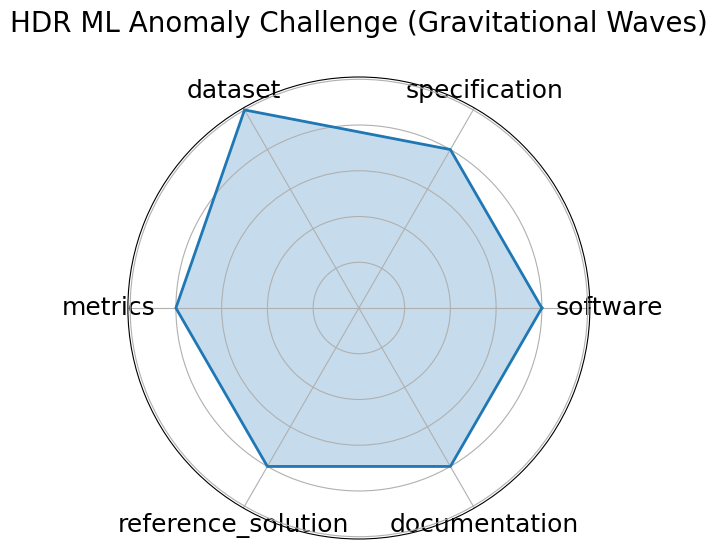 HDR ML Anomaly Challenge (Gravitational Waves)
dataset
specification
metrics
software
reference_solution
documentation